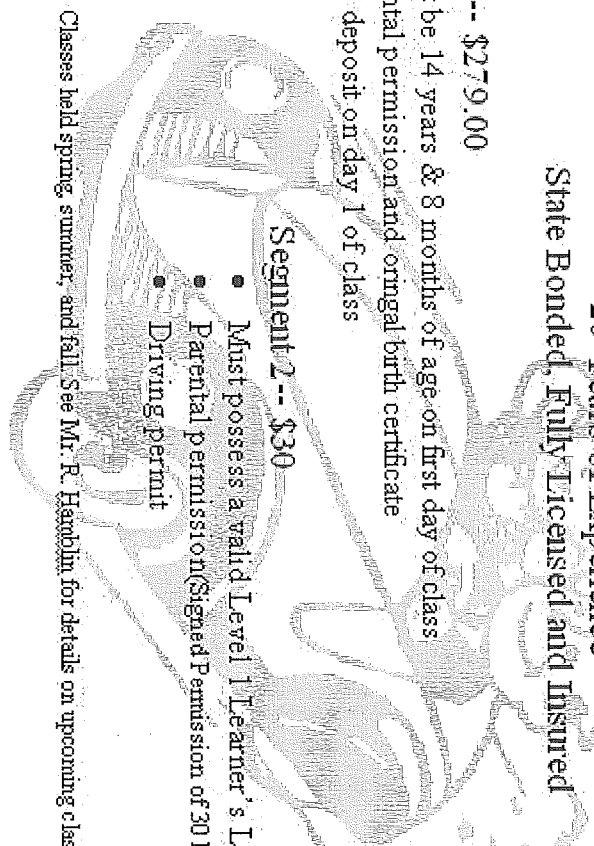 Years of Experience
State Bonded, Fully Licensed and Insured
-- $279.00
be 14 years & 8 months of age on first day of class
ntal permission and oringal birth certificate
deposit on day 1 of class
Segment 2 -- $30
• Must possess a valid Level 1 Learner's L
• Parental permission(Signed Permission of 30
• Driving permit
Classes held spring, summer, and fall. See Mr. R. Hamblin for details on upcoming clas